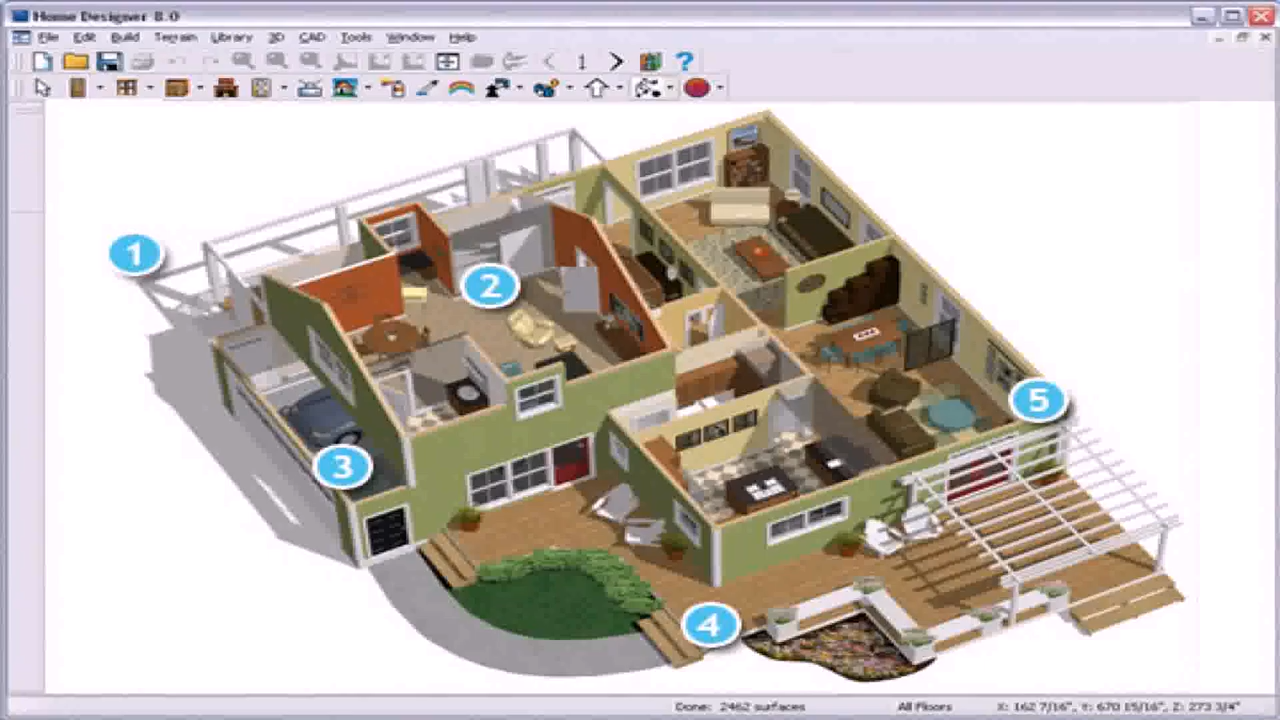 Home Designer 8.0
File Edit Build Terrain Library 3D CAD Tools Window Help
1
?
1
2
3
4
5
Done: 2462 surfaces All Floors X: 162 7/16", Y: 670 15/16", Z: 273 3/4"